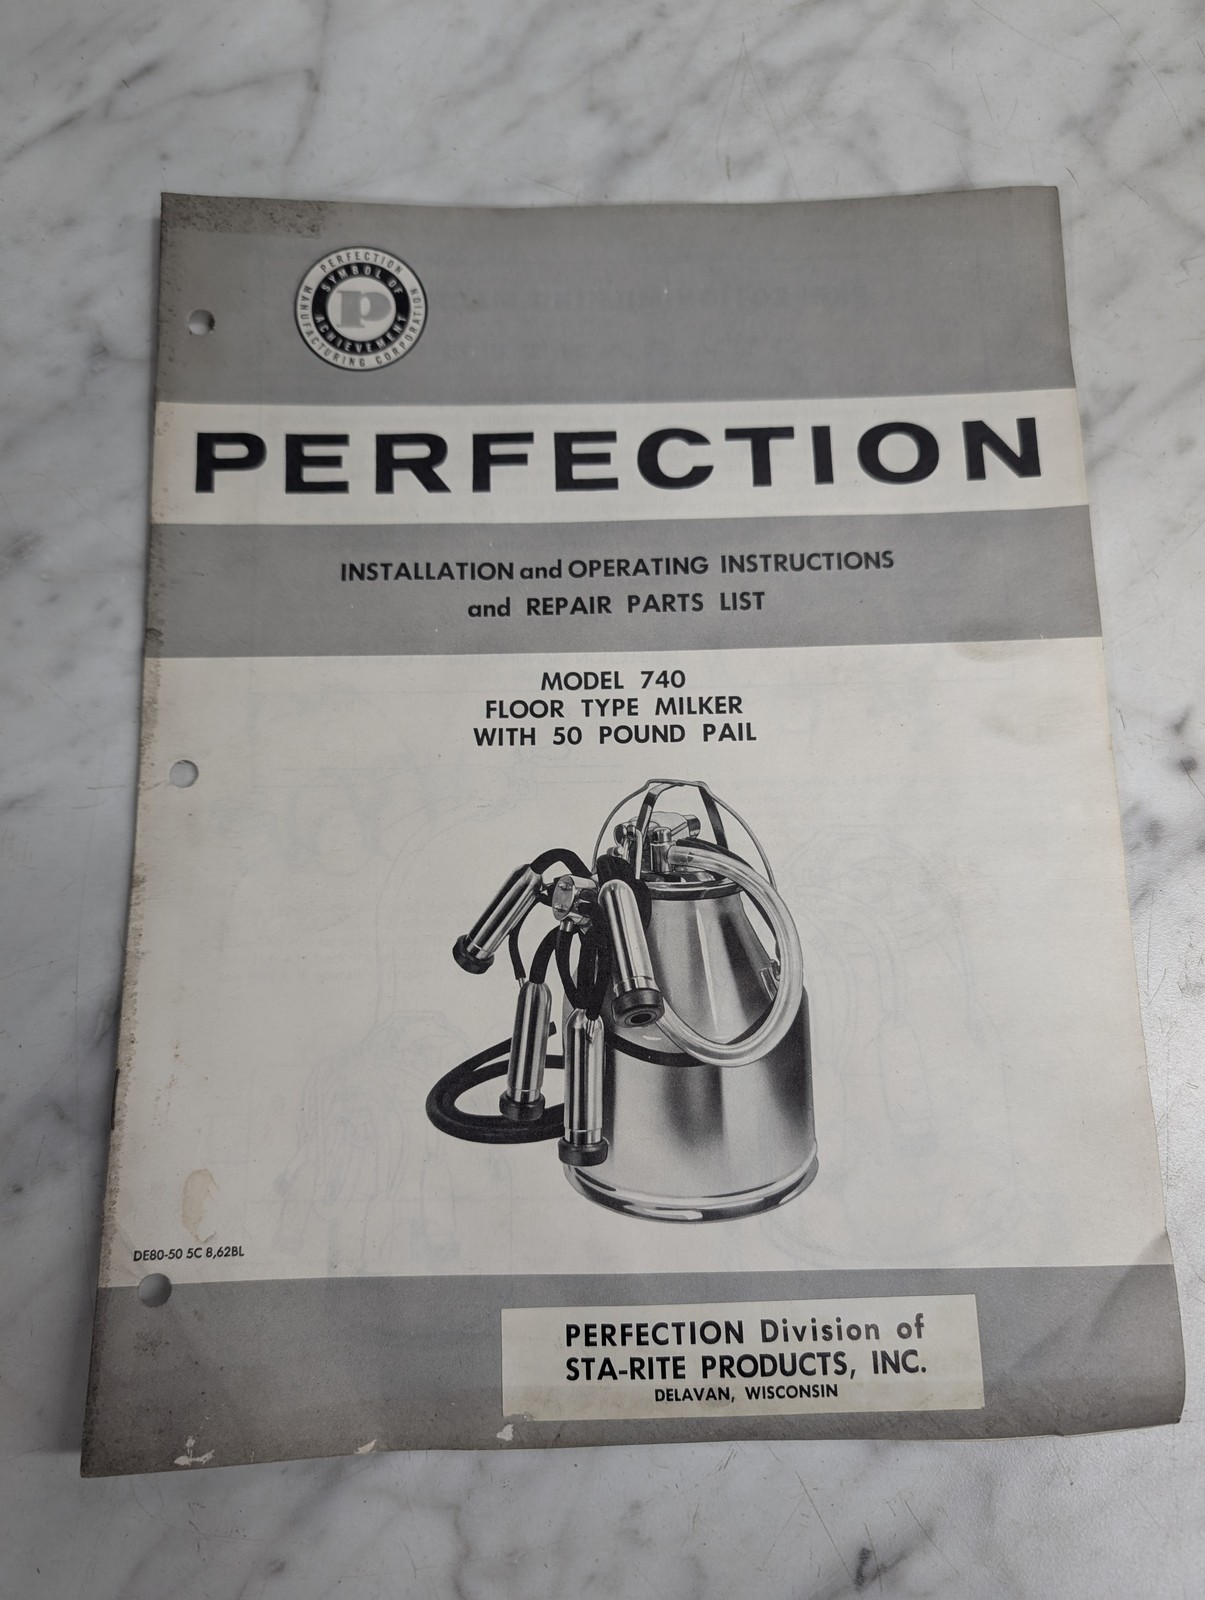 PERFECTION MANUFACTURING CORPORATION
SYMBOL OF ACHIEVEMENT
P
PERFECTION
INSTALLATION and OPERATING INSTRUCTIONS
and REPAIR PARTS LIST
MODEL 740
FLOOR TYPE MILKER
WITH 50 POUND PAIL
DE80-50 5C 8,62BL
PERFECTION Division of
STA-RITE PRODUCTS, INC.
DELAVAN, WISCONSIN